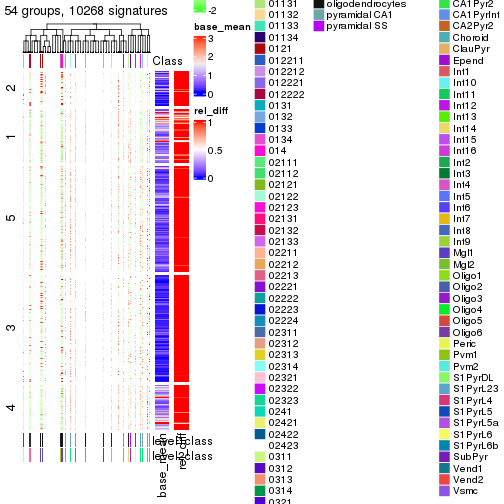 54 groups, 10268 signatures
Class
2
1
5
3
4
level1class
level2class
base_mean
rel_diff
-2
base_mean
3
2
1
0
rel_diff
1
0.5
0
01131
01132
01133
01134
0121
012211
012212
012221
012222
0131
0132
0133
0134
014
02111
02112
02121
02122
02123
02131
02132
02133
02211
02212
02213
02221
02222
02223
02224
02311
02312
02313
02314
02321
02322
02323
0241
02421
02422
02423
0311
0312
0313
0314
0321
oligodendrocytes
pyramidal CA1
pyramidal SS
CA1Pyr2
CA1PyrInt
CA2Pyr2
Choroid
ClauPyr
Epend
Int1
Int10
Int11
Int12
Int13
Int14
Int15
Int16
Int2
Int3
Int4
Int5
Int6
Int7
Int8
Int9
Mgl1
Mgl2
Oligo1
Oligo2
Oligo3
Oligo4
Oligo5
Oligo6
Peric
Pvm1
Pvm2
S1PyrDL
S1PyrL23
S1PyrL4
S1PyrL5
S1PyrL5a
S1PyrL6
S1PyrL6b
SubPyr
Vend1
Vend2
Vsmc